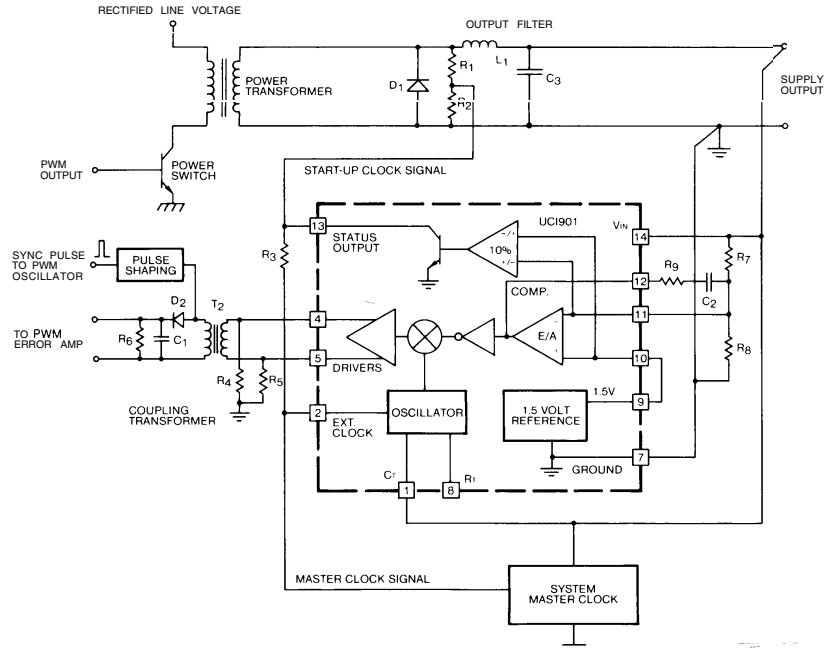 RECTIFIED LINE VOLTAGE
OUTPUT FILTER
R1
L1
C3
D1
R2
POWER
TRANSFORMER
SUPPLY
OUTPUT
PWM
OUTPUT
POWER
SWITCH
START-UP CLOCK SIGNAL
UCI901
VIN
13
STATUS
OUTPUT
-/+
10%
+/-
14
R3
R7
SYNC PULSE
TO PWM
OSCILLATOR
PULSE
SHAPING
12
R9
C2
COMP.
D2
T2
4
11
TO PWM
ERROR AMP
R6
C1
-
E/A
+
R8
5
DRIVERS
10
R4
R5
1.5V
9
COUPLING
TRANSFORMER
2
EXT.
CLOCK
OSCILLATOR
1.5 VOLT
REFERENCE
7
GROUND
CT
1
8
RT
MASTER CLOCK SIGNAL
SYSTEM
MASTER CLOCK